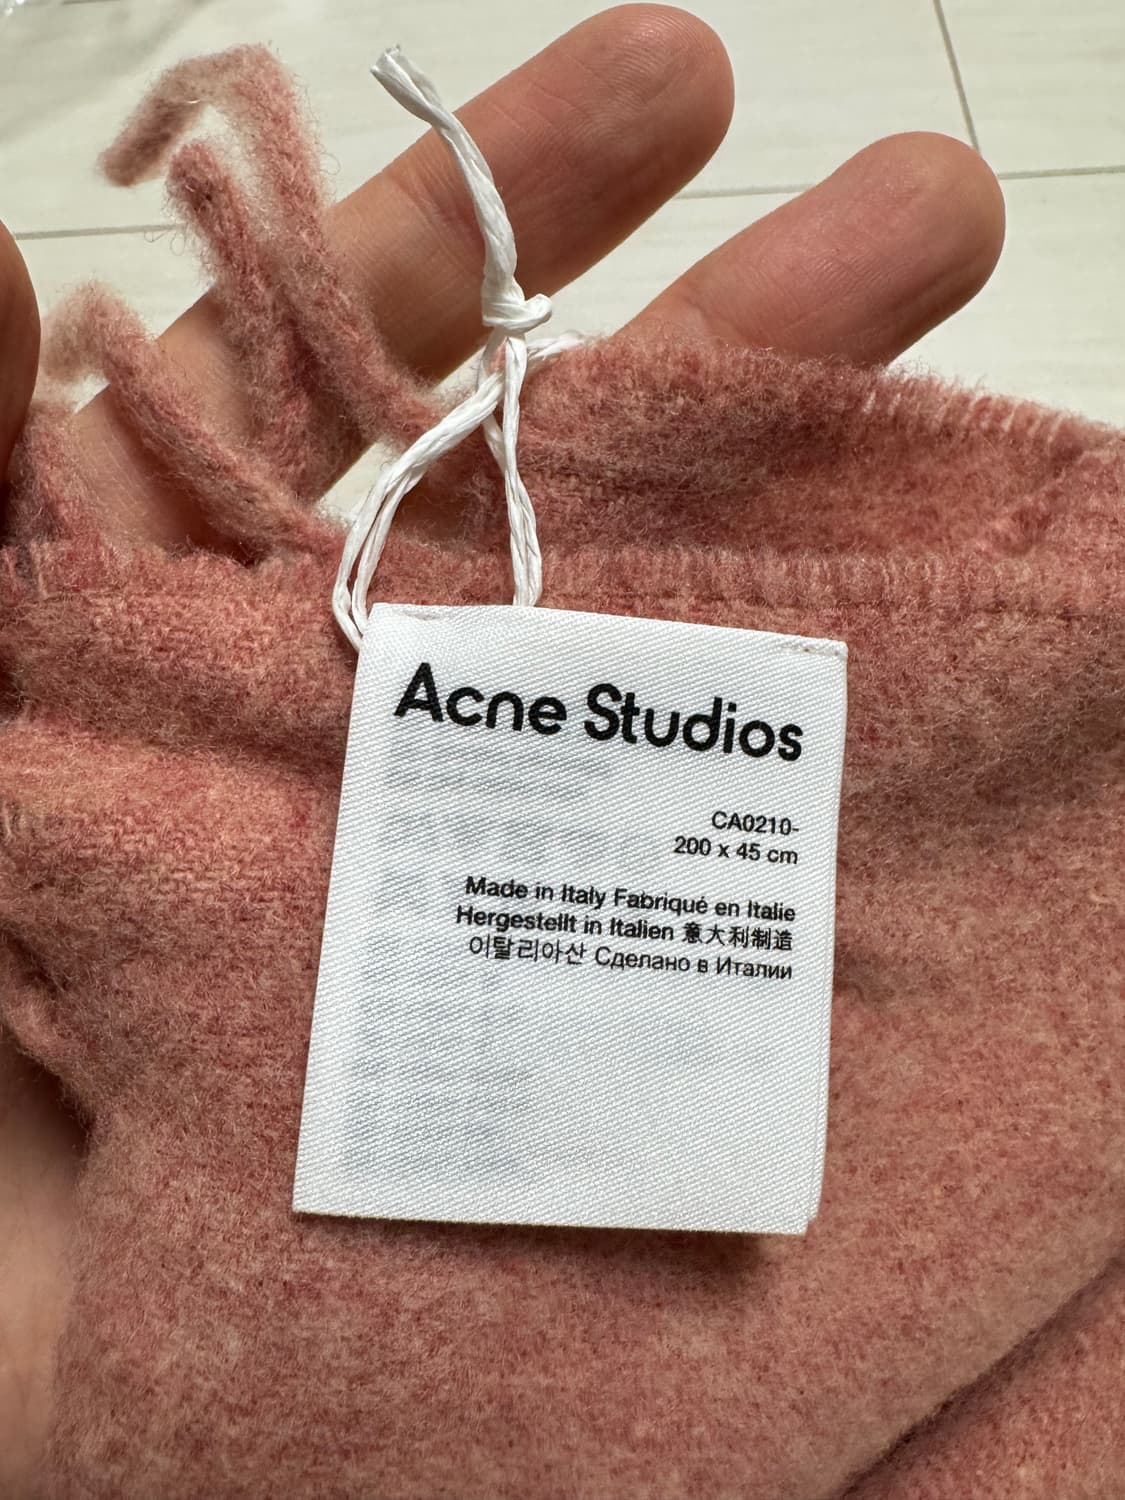 Acne Studios
CA0210-
200 x 45 cm
Made in Italy Fabriqué en Italie
Hergestellt in Italien 意大利制造
이탈리아산 Сделано в Италии